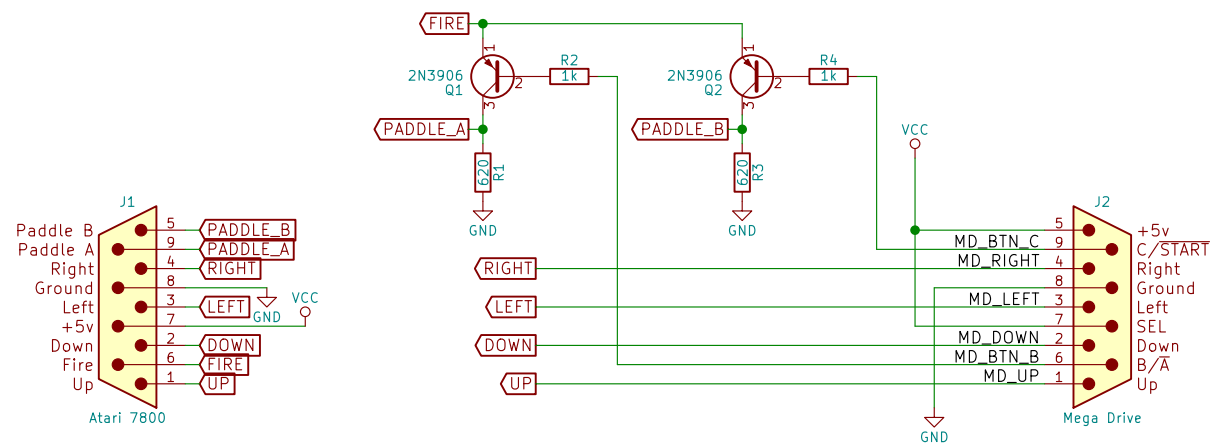 FIRE
1
2N3906
Q1
2
3
R2
1k
1
2N3906
Q2
2
3
R4
1k
PADDLE_A
PADDLE_B
620
R1
620
R3
GND
GND
VCC
J1
Paddle B 5 PADDLE_B
Paddle A 9 PADDLE_A
Right 4 RIGHT
Ground 8
GND
Left 3 LEFT
VCC
+5v 7
Down 2 DOWN
Fire 6 FIRE
Up 1 UP
Atari 7800
J2
5 +5v
MD_BTN_C 9 C/START
RIGHT MD_RIGHT 4 Right
8 Ground
LEFT MD_LEFT 3 Left
7 SEL
DOWN MD_DOWN 2 Down
MD_BTN_B 6 B/A
UP MD_UP 1 Up
Mega Drive
GND